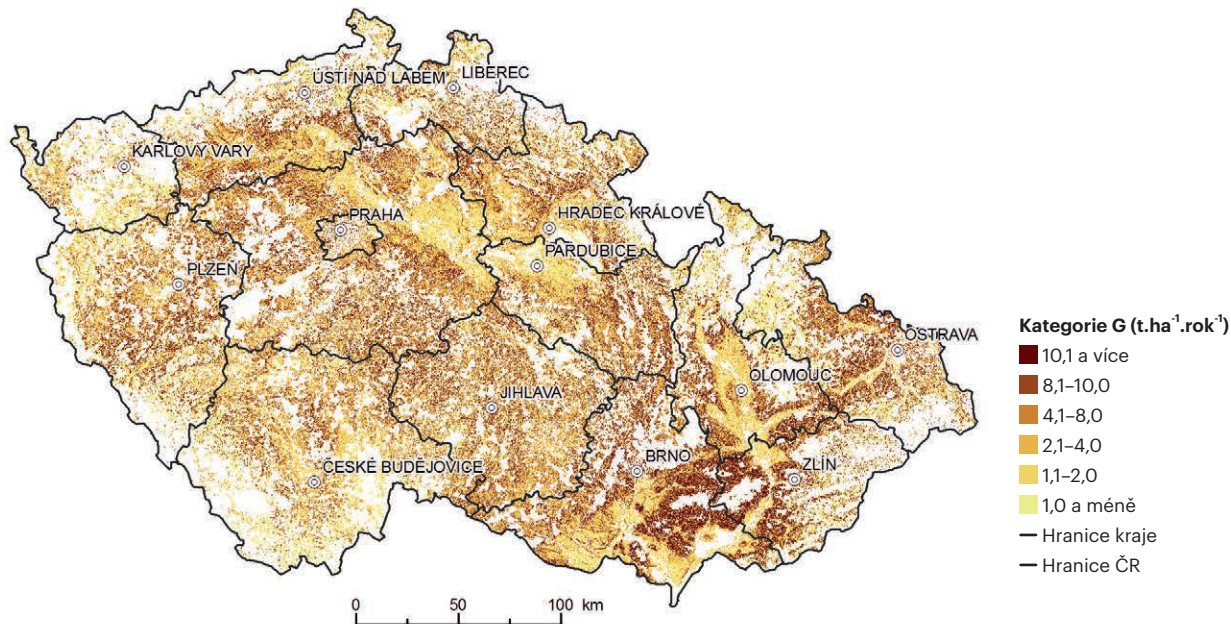 ÚSTÍ NAD LABEM
LIBEREC
KARLOVY VARY
PRAHA
HRADEC KRÁLOVÉ
PARDUBICE
PLZEŇ
OSTRAVA
OLOMOUC
JIHLAVA
BRNO
ZLÍN
ČESKÉ BUDĚJOVICE
0 50 100 km
Kategorie G (t.ha⁻¹.rok⁻¹)
10,1 a více
8,1–10,0
4,1–8,0
2,1–4,0
1,1–2,0
1,0 a méně
Hranice kraje
Hranice ČR